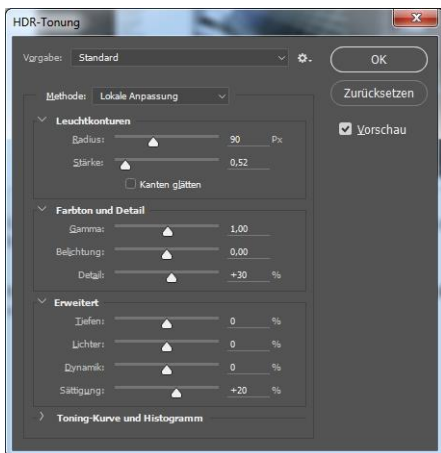 HDR-Tonung
Vorgabe: Standard
OK
Methode: Lokale Anpassung
Zurücksetzen
Leuchtkonturen
Vorschau
Radius: 90 Px
Stärke: 0,52
Kanten glätten
Farbton und Detail
Gamma: 1,00
Belichtung: 0,00
Detail: +30 %
Erweitert
Tiefen: 0 %
Lichter: 0 %
Dynamik: 0 %
Sättigung: +20 %
Toning-Kurve und Histogramm